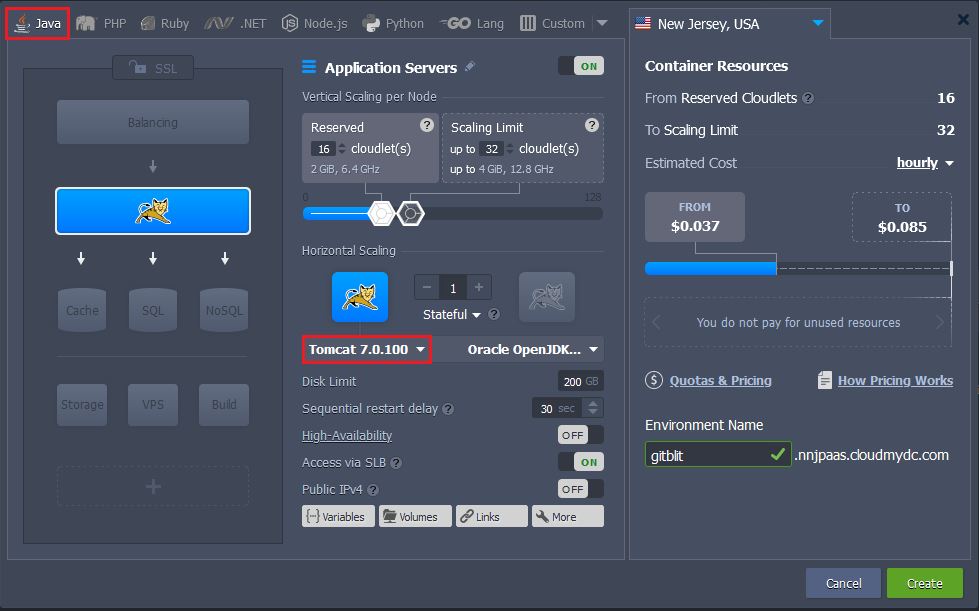 Java PHP Ruby .NET Node.js Python Lang Custom
SSL
Balancing
Cache SQL NoSQL
Storage VPS Build
Application Servers ON
Vertical Scaling per Node
Reserved ?
16 cloudlet(s)
2 GiB, 6.4 GHz
Scaling Limit ?
up to 32 cloudlet(s)
up to 4 GiB, 12.8 GHz
0 128
Horizontal Scaling
1
Stateful ?
Tomcat 7.0.100 Oracle OpenJDK...
Disk Limit 200 GB
Sequential restart delay ? 30 sec
High-Availability OFF
Access via SLB ? ON
Public IPv4 ? OFF
Variables Volumes Links More
New Jersey, USA
Container Resources
From Reserved Cloudlets ? 16
To Scaling Limit 32
Estimated Cost hourly
FROM
$0.037
TO
$0.085
You do not pay for unused resources
$ Quotas & Pricing How Pricing Works
Environment Name
gitblit .nnjpaas.cloudmydc.com
Cancel Create